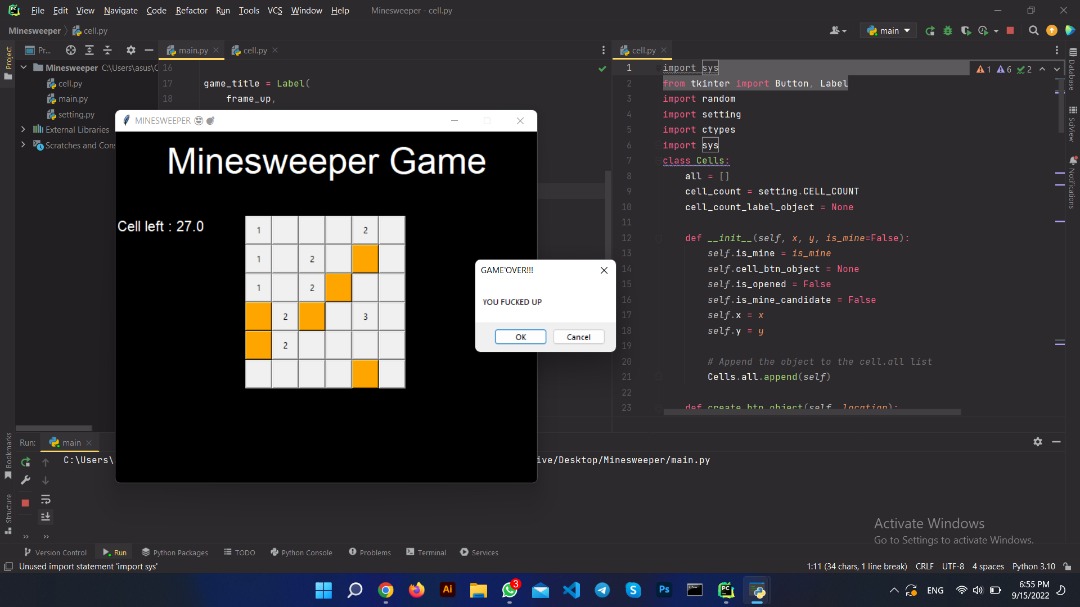 File Edit View Navigate Code Refactor Run Tools VCS Window Help Minesweeper - cell.py
Minesweeper cell.py main
Project Pr... main.py cell.py cell.py
Minesweeper C:\Users\asus\O
cell.py
main.py
setting.py
External Libraries
Scratches and Con
16
17 game_title = Label(
18 frame_up,
MINESWEEPER
Minesweeper Game
Cell left : 27.0
1 2
1 2
1 2
2 3
2
GAME'OVER!!!
YOU FUCKED UP
OK Cancel
1 6 2
1 import sys
2 from tkinter import Button, Label
3 import random
4 import setting
5 import ctypes
6 import sys
7 class Cells:
8 all = []
9 cell_count = setting.CELL_COUNT
10 cell_count_label_object = None
11
12 def __init__(self, x, y, is_mine=False):
13 self.is_mine = is_mine
14 self.cell_btn_object = None
15 self.is_opened = False
16 self.is_mine_candidate = False
17 self.x = x
18 self.y = y
19
20 # Append the object to the cell.all list
21 Cells.all.append(self)
22
23 def create_btn_object(self, location):
Database
SciView
Notifications
Bookmarks
Structure
Run: main
C:\Users\ ive/Desktop/Minesweeper/main.py
Activate Windows
Go to Settings to activate Windows.
Version Control Run Python Packages TODO Python Console Problems Terminal Services
Unused import statement 'import sys' 1:11 (34 chars, 1 line break) CRLF UTF-8 4 spaces Python 3.10
Ai 3 Ps PC ENG 6:55 PM
9/15/2022